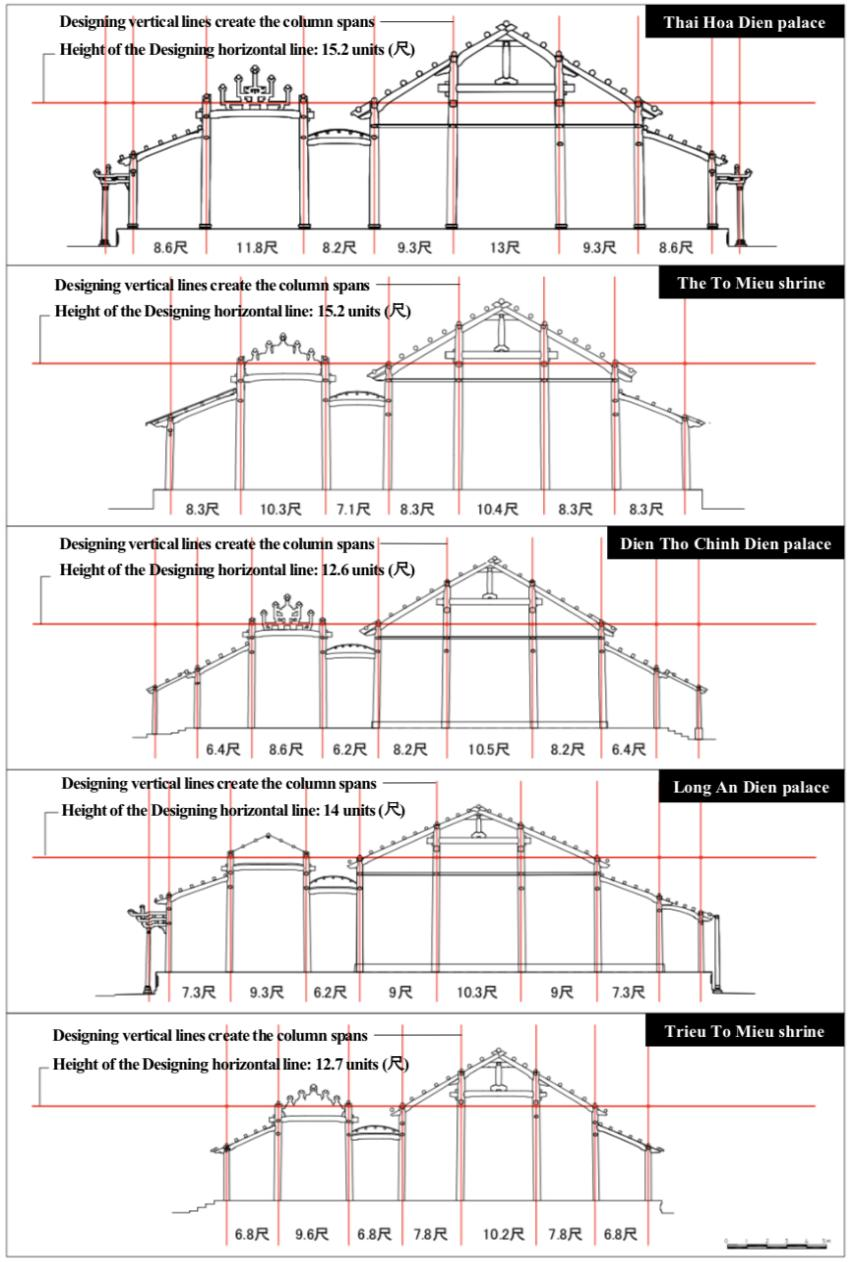 Designing vertical lines create the column spans
Thai Hoa Dien palace
Height of the Designing horizontal line: 15.2 units (尺)
8.6尺 11.8尺 8.2尺 9.3尺 13尺 9.3尺 8.6尺
Designing vertical lines create the column spans
The To Mieu shrine
Height of the Designing horizontal line: 15.2 units (尺)
8.3尺 10.3尺 7.1尺 8.3尺 10.4尺 8.3尺 8.3尺
Designing vertical lines create the column spans
Dien Tho Chinh Dien palace
Height of the Designing horizontal line: 12.6 units (尺)
6.4尺 8.6尺 6.2尺 8.2尺 10.5尺 8.2尺 6.4尺
Designing vertical lines create the column spans
Long An Dien palace
Height of the Designing horizontal line: 14 units (尺)
7.3尺 9.3尺 6.2尺 9尺 10.3尺 9尺 7.3尺
Designing vertical lines create the column spans
Trieu To Mieu shrine
Height of the Designing horizontal line: 12.7 units (尺)
6.8尺 9.6尺 6.8尺 7.8尺 10.2尺 7.8尺 6.8尺